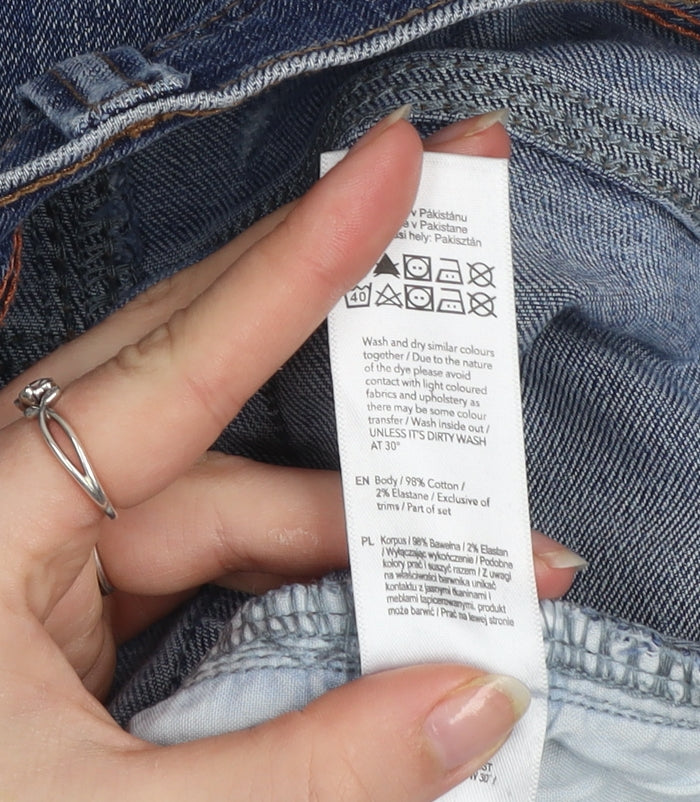 v Pákistánu
v Pakistane
hely: Pakisztán
40
Wash and dry similar colours
together / Due to the nature
of the dye please avoid
contact with light coloured
fabrics and upholstery as
there may be some colour
transfer / Wash inside out /
UNLESS IT'S DIRTY WASH
AT 30°
EN Body / 98% Cotton /
2% Elastane / Exclusive of
trims / Part of set
PL Korpus / 98% Bawełna / 2% Elastan
/ Wyłączając wykończenie / Podobne
kolory prać i suszyć razem / Z uwagi
na właściwości barwnika unikać
kontaktu z jasnymi tkaninami i
meblami tapicerowanymi, produkt
może barwić / Prać na lewej stronie